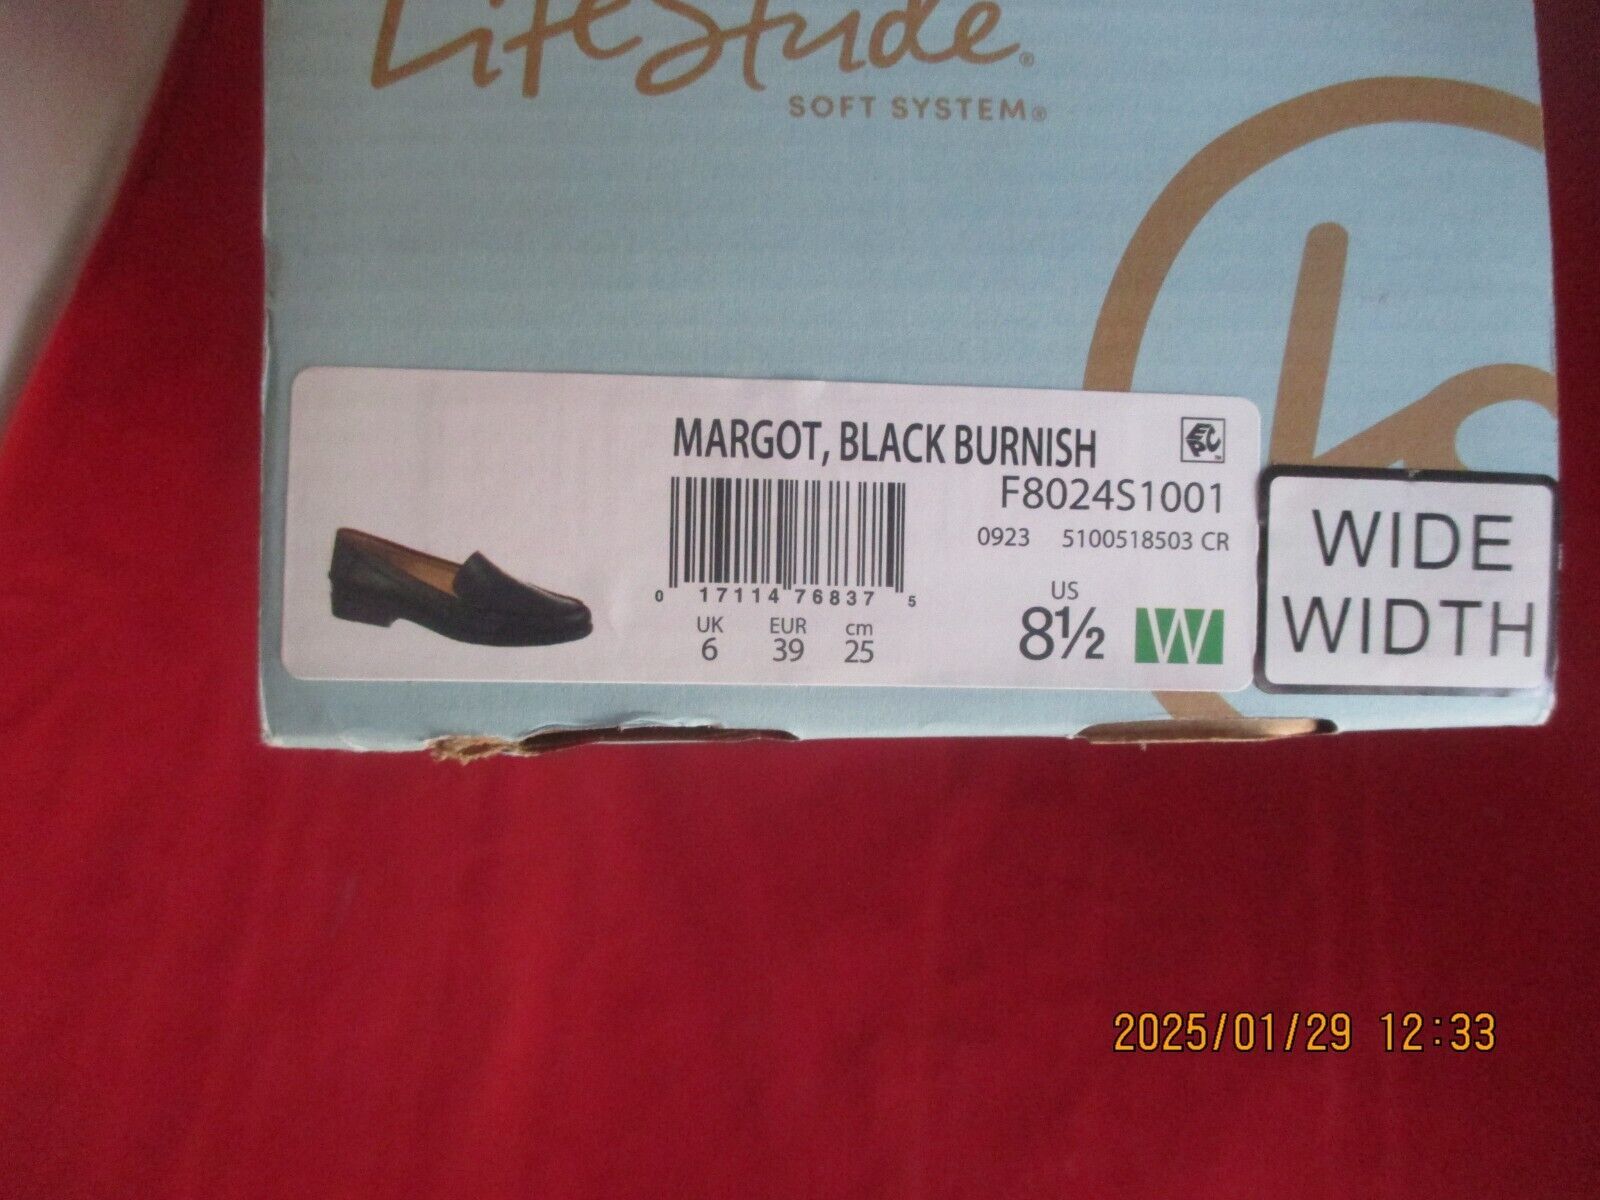 LifeStride®
SOFT SYSTEM®
MARGOT, BLACK BURNISH
EPC™
F8024S1001
0923 5100518503 CR
0 17114 76837 5
UK EUR cm
6 39 25
US
8½ W
WIDE
WIDTH
2025/01/29 12:33